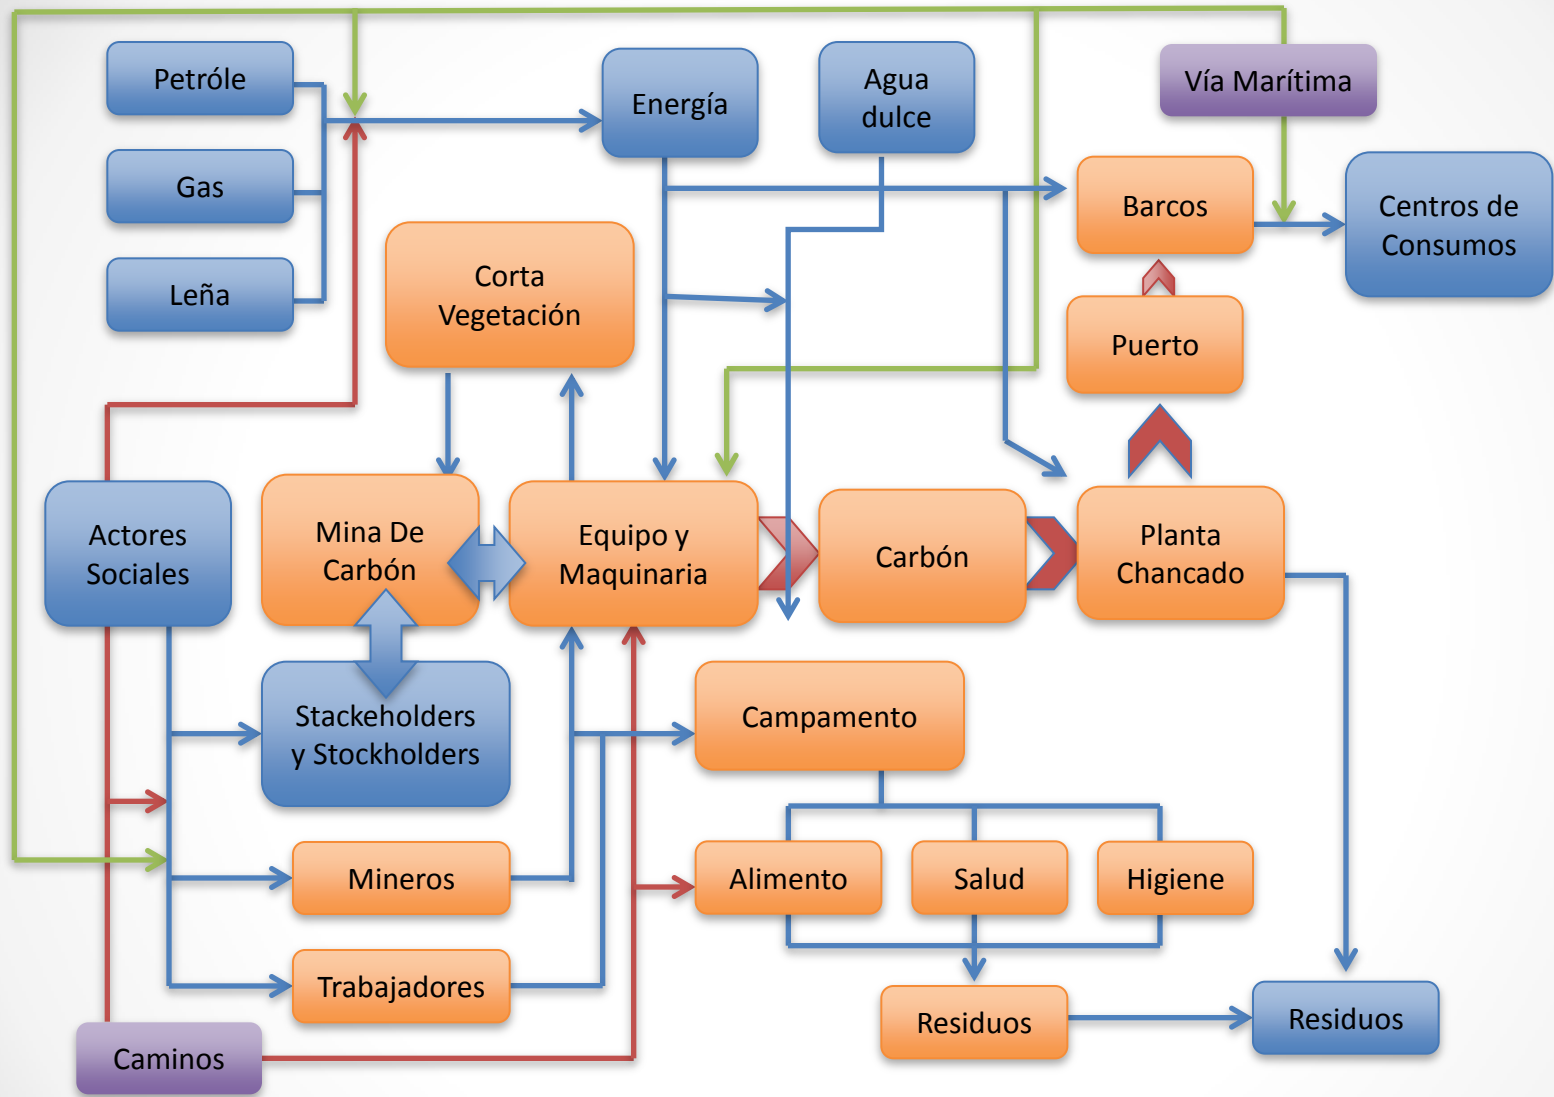 Petróle
Energía
Agua
dulce
Vía Marítima
Gas
Barcos
Centros de
Consumos
Leña
Corta
Vegetación
Puerto
Actores
Sociales
Mina De
Carbón
Equipo y
Maquinaria
Carbón
Planta
Chancado
Stackeholders
y Stockholders
Campamento
Mineros
Alimento
Salud
Higiene
Trabajadores
Residuos
Residuos
Caminos